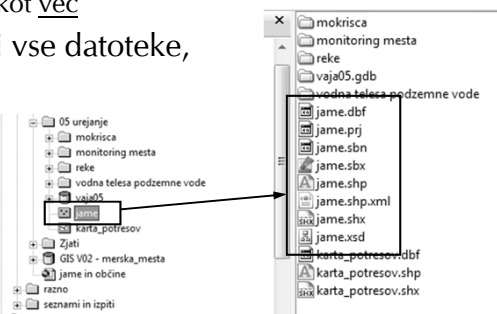 kot več
i vse datoteke,
05 urejanje
mokrisca
monitoring mesta
reke
vodna telesa podzemne vode
vaja05
jame
karta_potresov
Zjati
GIS V02 - merska_mesta
jame in občine
razno
seznami in izpiti
mokrisca
monitoring mesta
reke
vaja05.gdb
vodna telesa podzemne vode
jame.dbf
jame.prj
jame.sbn
jame.sbx
jame.shp
jame.shp.xml
jame.shx
jame.xsd
karta_potresov.dbf
karta_potresov.shp
karta_potresov.shx